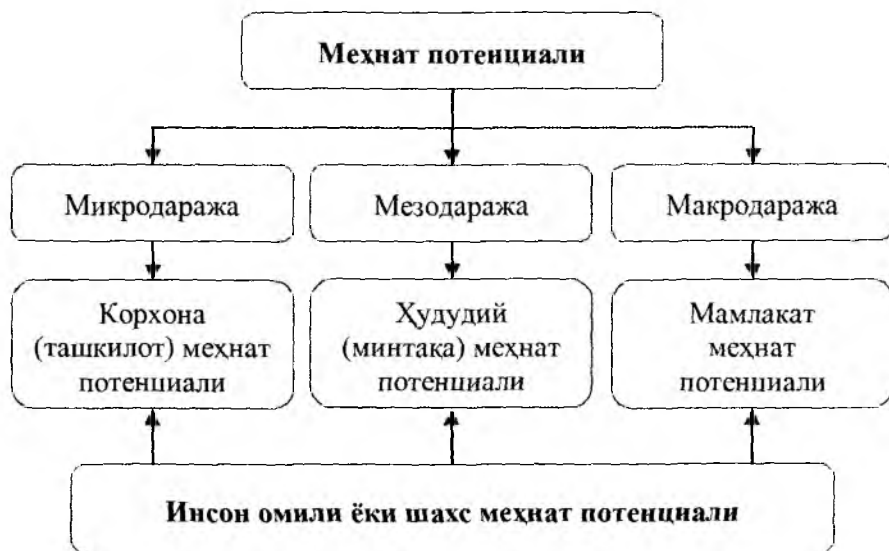 Меҳнат потенциали
Микродаража
Мезодаража
Макродаража
Корхона
(ташкилот) меҳнат
потенциали
Ҳудудий
(минтақа) меҳнат
потенциали
Мамлакат
меҳнат
потенциали
Инсон омили ёки шахс меҳнат потенциали